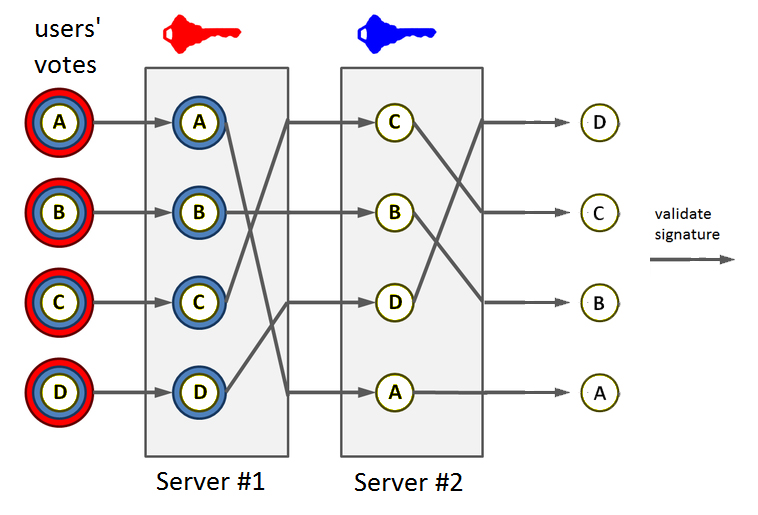 users'
votes
A A C D
B B B C
C C D B
D D A A
validate
signature
Server #1 Server #2